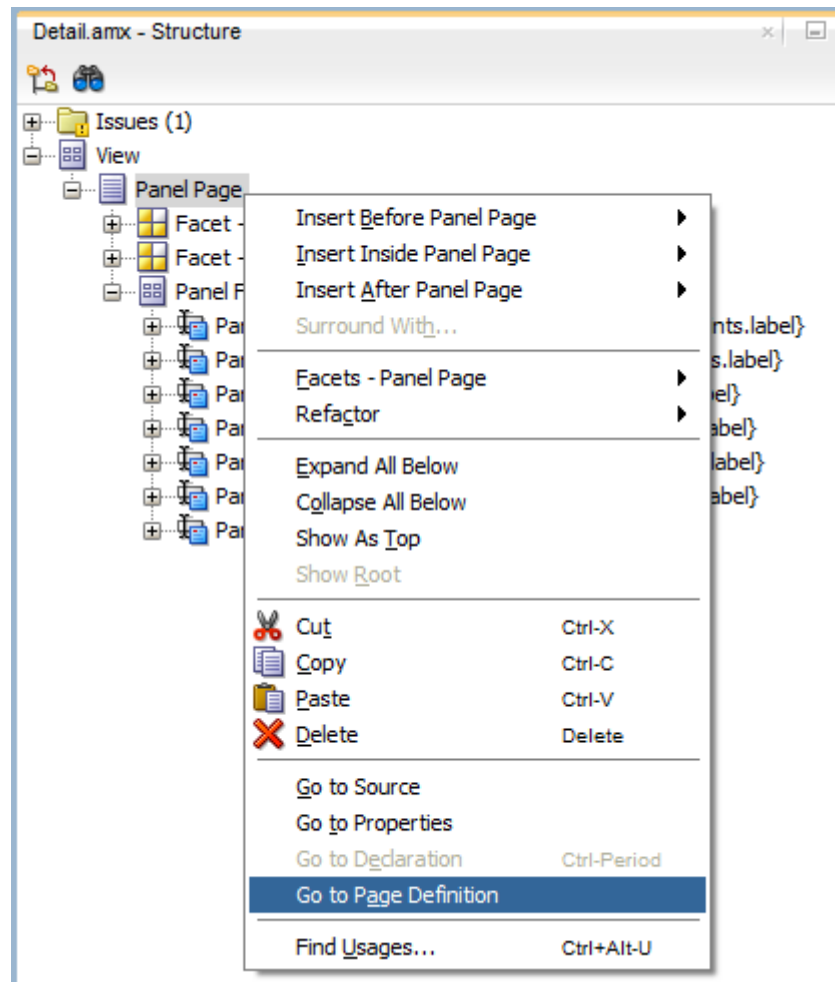 Detail.amx - Structure
Issues (1)
View
Panel Page
Facet -
Facet -
Panel F
Par
Par
Par
Par
Par
Par
Par
nts.label}
s.label}
el}
abel}
label}
abel}
Insert Before Panel Page
Insert Inside Panel Page
Insert After Panel Page
Surround With...
Facets - Panel Page
Refactor
Expand All Below
Collapse All Below
Show As Top
Show Root
Cut Ctrl-X
Copy Ctrl-C
Paste Ctrl-V
Delete Delete
Go to Source
Go to Properties
Go to Declaration Ctrl-Period
Go to Page Definition
Find Usages... Ctrl+Alt-U